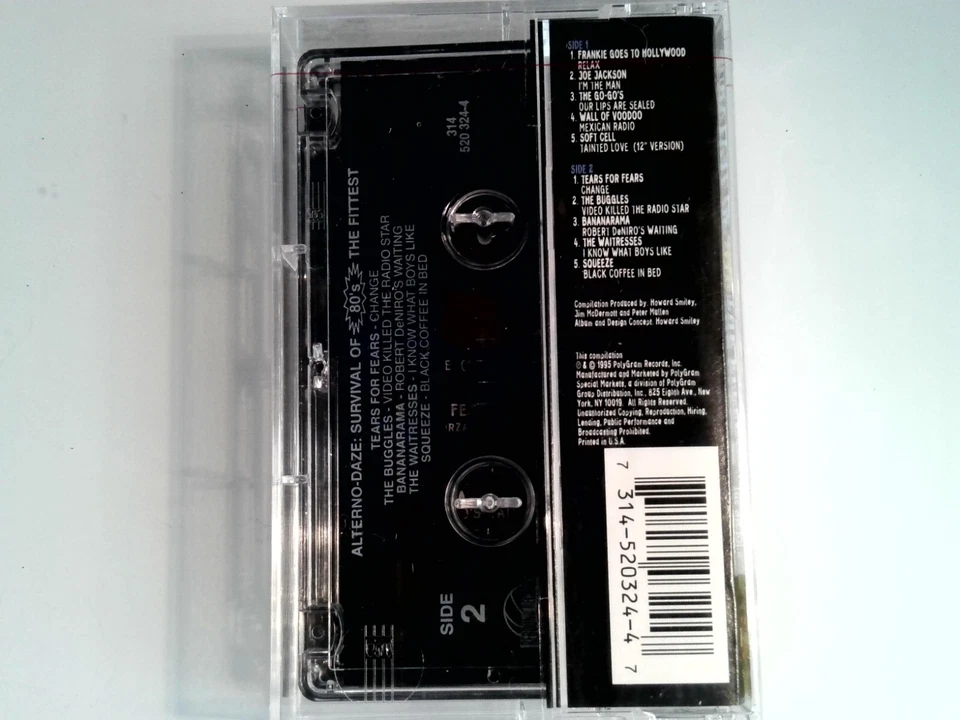 ALTERNO-DAZE: SURVIVAL OF 80's THE FITTEST
TEARS FOR FEARS - CHANGE
THE BUGGLES - VIDEO KILLED THE RADIO STAR
BANANARAMA - ROBERT DeNIRO'S WAITING
THE WAITRESSES - I KNOW WHAT BOYS LIKE
SQUEEZE - BLACK COFFEE IN BED
314
520 324-4
SIDE
2
SIDE 1
1. FRANKIE GOES TO HOLLYWOOD
RELAX
2. JOE JACKSON
I'M THE MAN
3. THE GO-GO'S
OUR LIPS ARE SEALED
4. WALL OF VOODOO
MEXICAN RADIO
5. SOFT CELL
TAINTED LOVE (12" VERSION)
SIDE 2
1. TEARS FOR FEARS
CHANGE
2. THE BUGGLES
VIDEO KILLED THE RADIO STAR
3. BANANARAMA
ROBERT DeNIRO'S WAITING
4. THE WAITRESSES
I KNOW WHAT BOYS LIKE
5. SQUEEZE
BLACK COFFEE IN BED
Compilation Produced by: Howard Smiley,
Jim McDermott and Peter Mullen
Album and Design Concept: Howard Smiley
This compilation
℗ & © 1995 PolyGram Records, Inc.
Manufactured and Marketed by PolyGram
Special Markets, a division of PolyGram
Group Distribution, Inc., 825 Eighth Ave., New
York, NY 10019. All Rights Reserved.
Unauthorized Copying, Reproduction, Hiring,
Lending, Public Performance and
Broadcasting Prohibited.
Printed in U.S.A.
7 314-520324-4 7